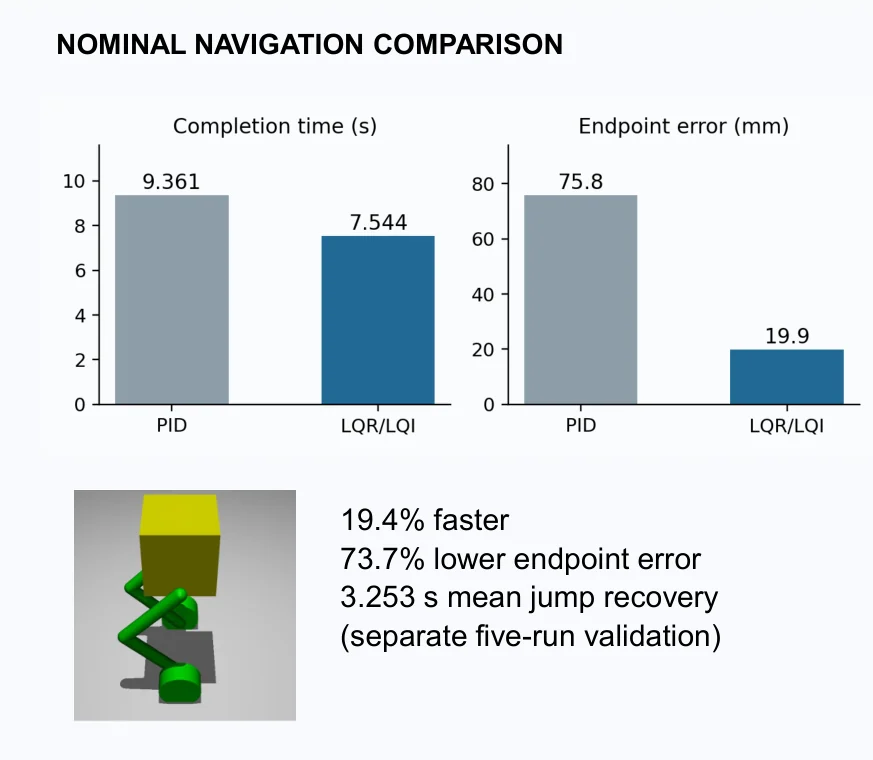 NOMINAL NAVIGATION COMPARISON
Completion time (s)
10
8
6
4
2
0
9.361
7.544
PID
LQR/LQI
Endpoint error (mm)
80
60
40
20
0
75.8
19.9
PID
LQR/LQI
19.4% faster
73.7% lower endpoint error
3.253 s mean jump recovery
(separate five-run validation)